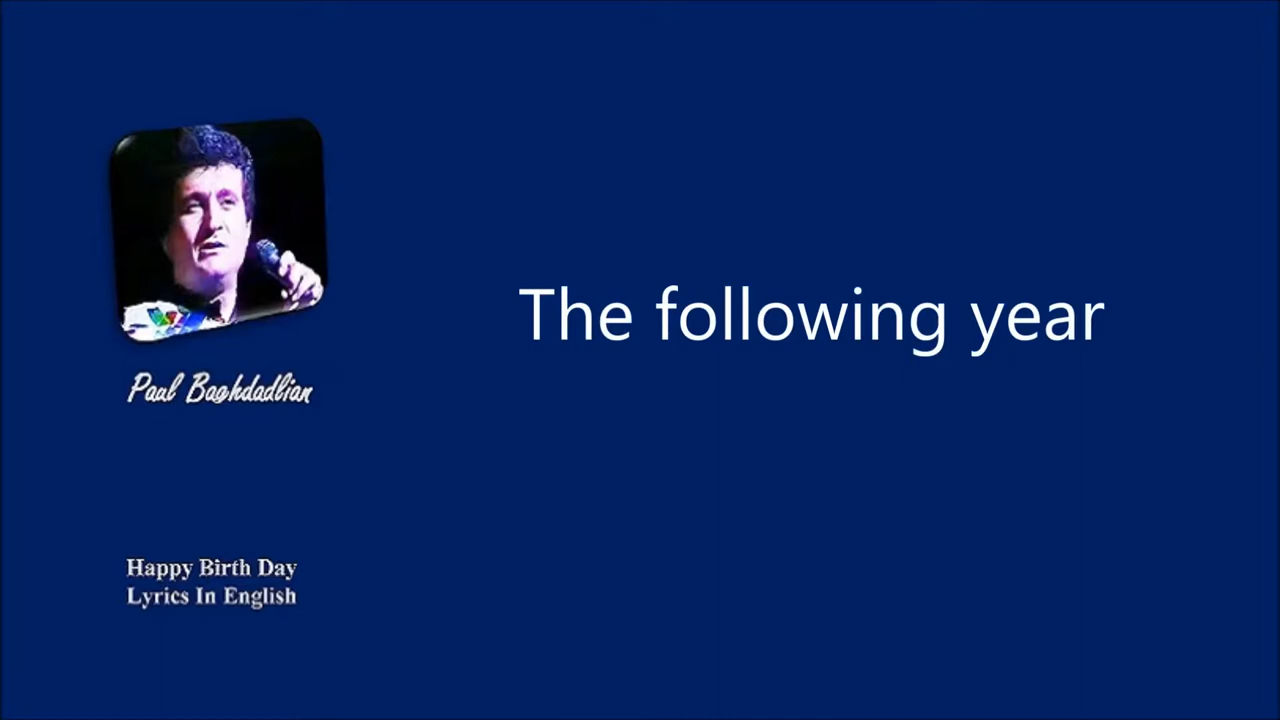 The following year
Paul Baghdadlian
Happy Birth Day
Lyrics In English